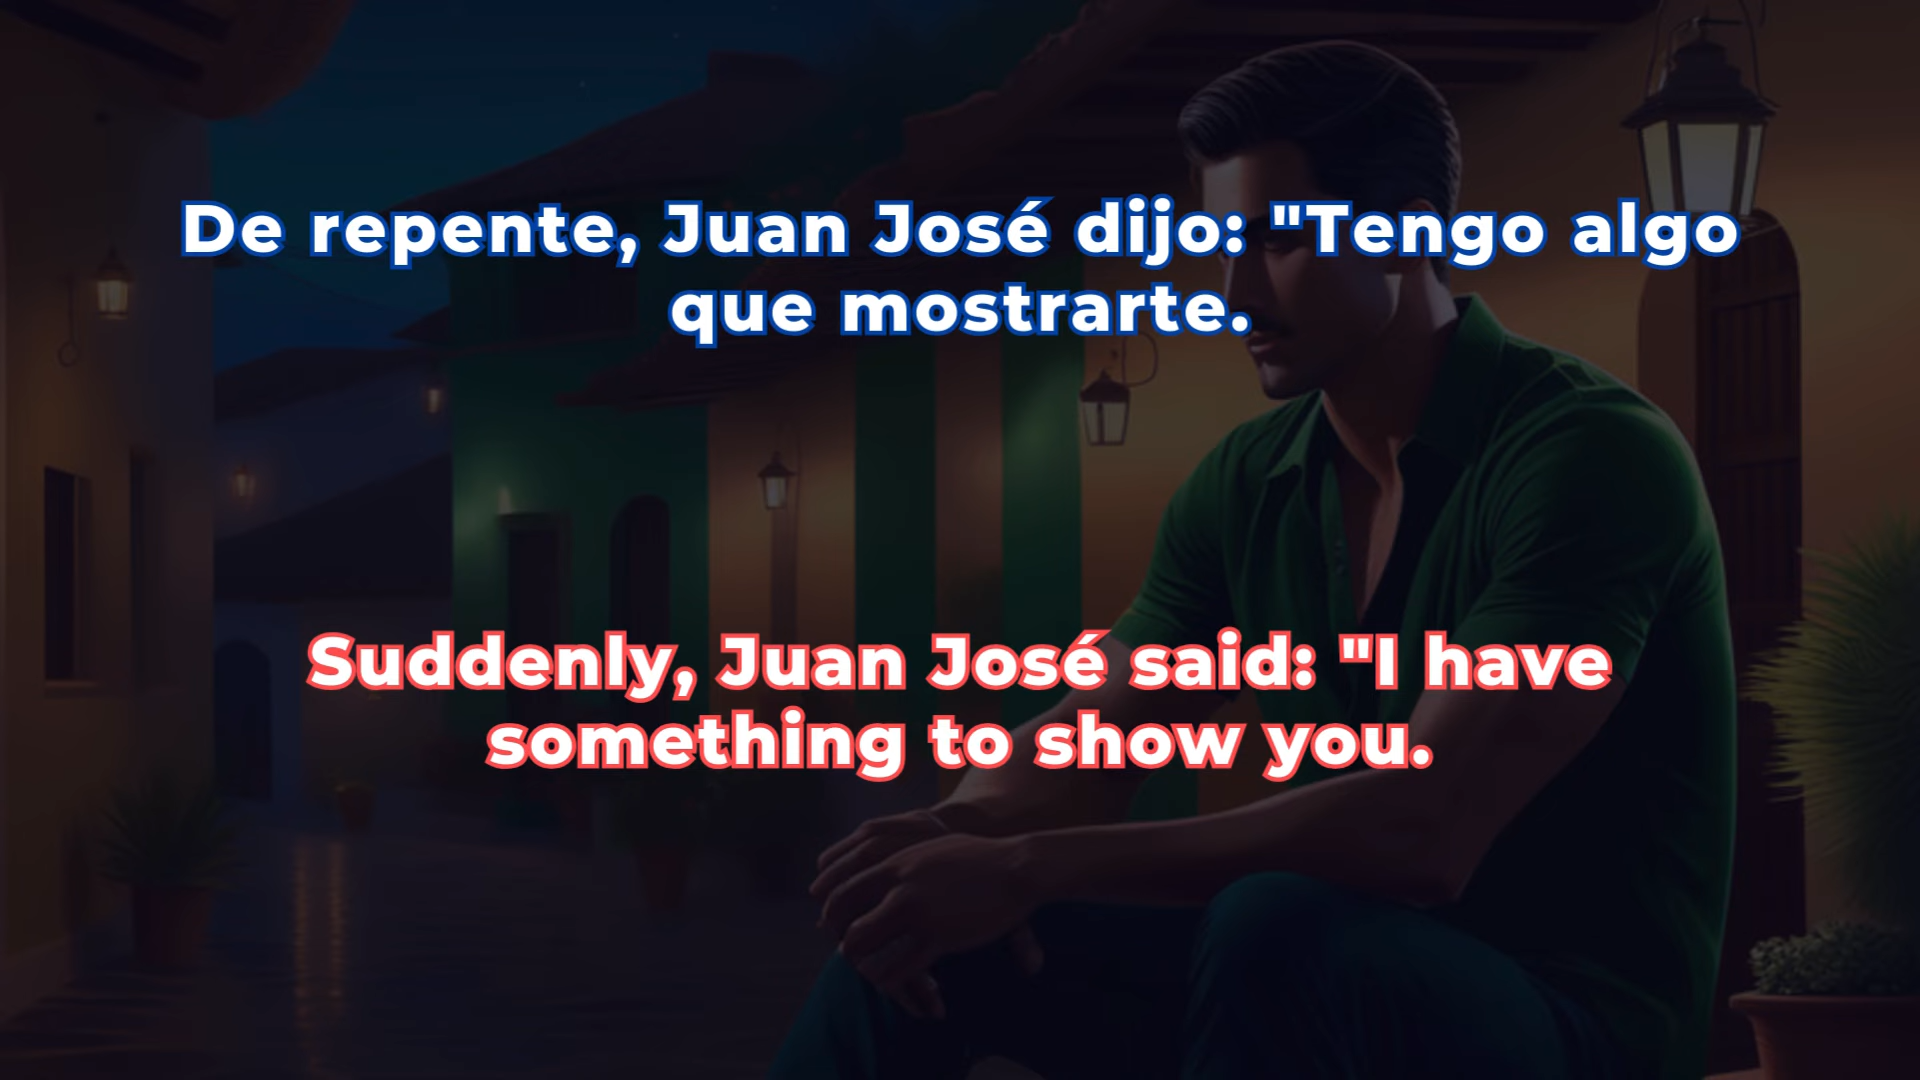 De repente, Juan José dijo: "Tengo algo
que mostrarte.
Suddenly, Juan José said: "I have
something to show you.